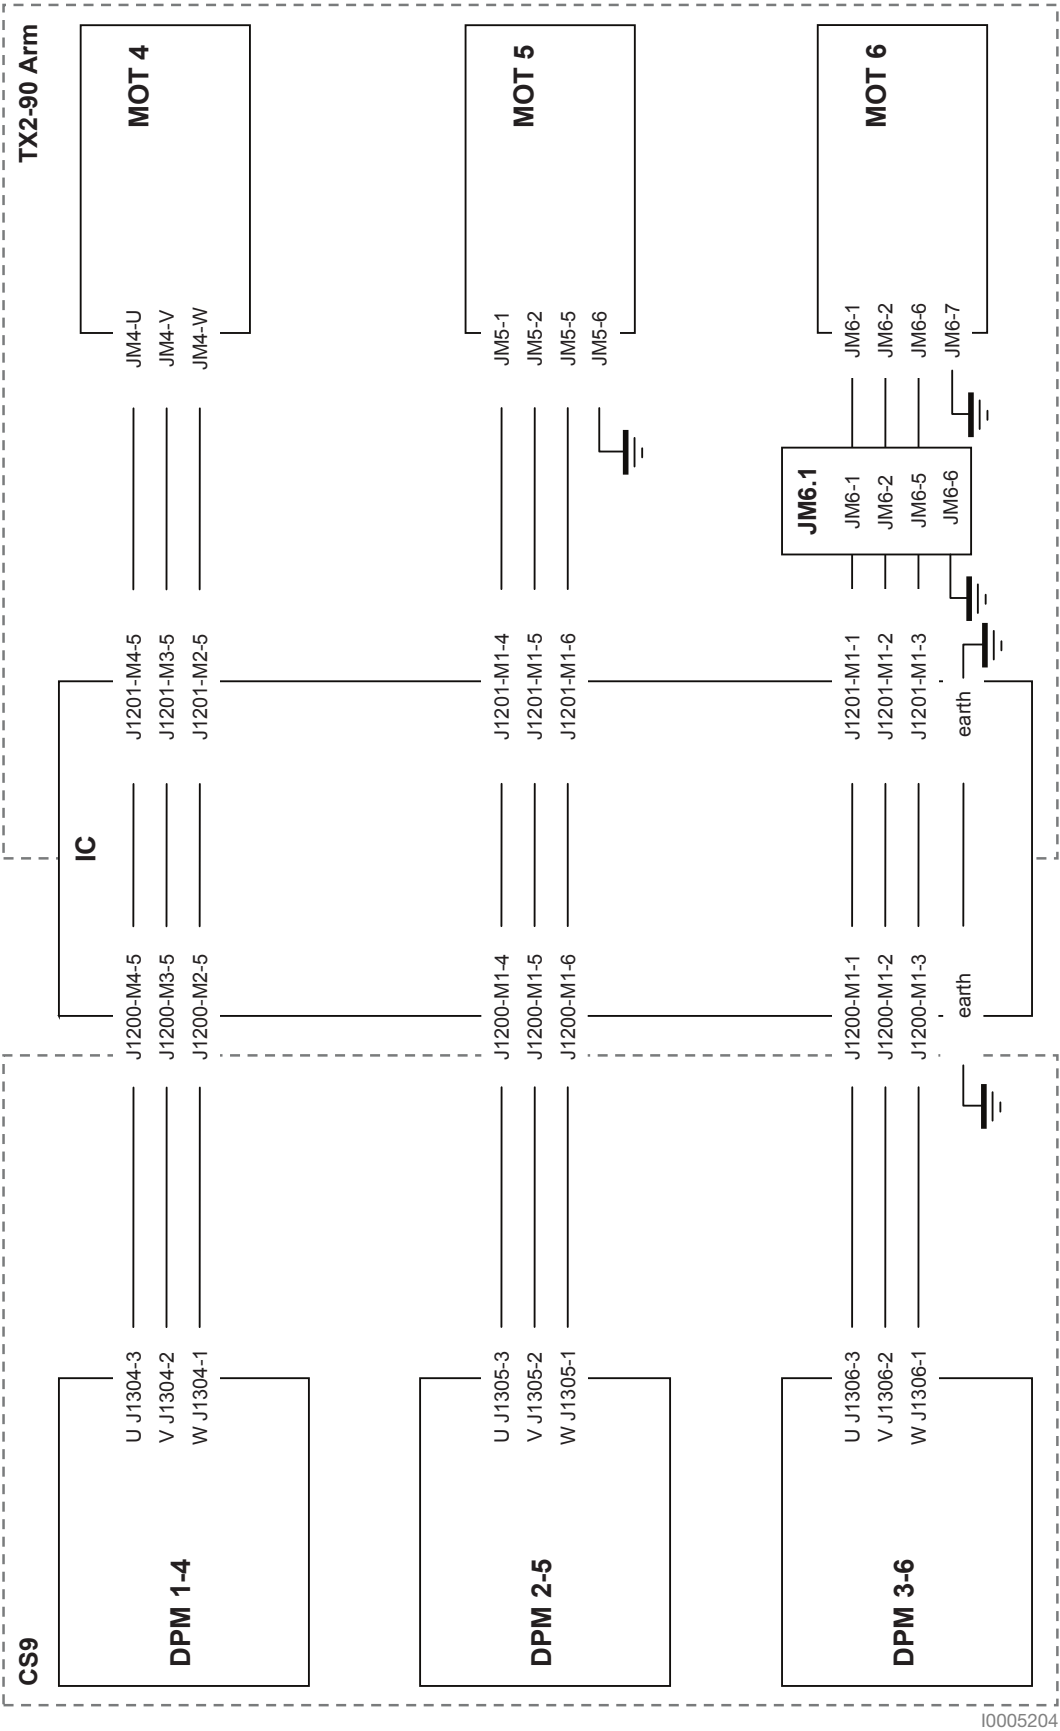 TX2-90 Arm
MOT 4
MOT 5
MOT 6
JM4-U
JM4-V
JM4-W
JM5-1
JM5-2
JM5-5
JM5-6
JM6-1
JM6-2
JM6-6
JM6-7
JM6.1
JM6-1
JM6-2
JM6-5
JM6-6
J1201-M4-5
J1201-M3-5
J1201-M2-5
J1201-M1-4
J1201-M1-5
J1201-M1-6
J1201-M1-1
J1201-M1-2
J1201-M1-3
earth
IC
J1200-M4-5
J1200-M3-5
J1200-M2-5
J1200-M1-4
J1200-M1-5
J1200-M1-6
J1200-M1-1
J1200-M1-2
J1200-M1-3
earth
U J1304-3
V J1304-2
W J1304-1
U J1305-3
V J1305-2
W J1305-1
U J1306-3
V J1306-2
W J1306-1
DPM 1-4
DPM 2-5
DPM 3-6
CS9
I0005204